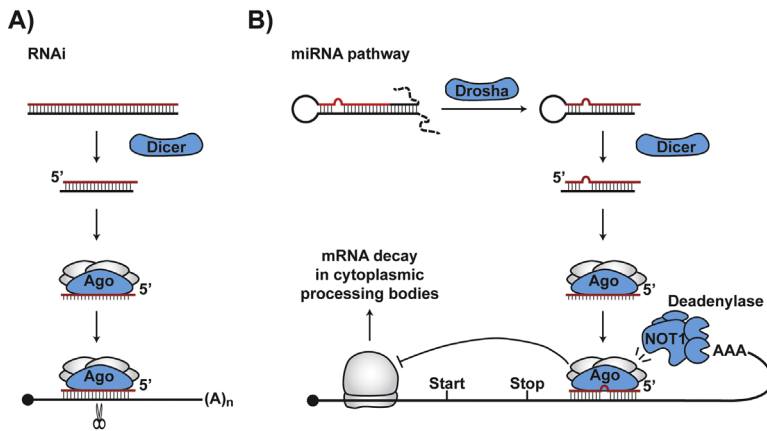 A)
RNAi
Dicer
5’
Ago
5’
Ago
5’
(A)n
B)
miRNA pathway
Drosha
Dicer
5’
Ago
5’
mRNA decay
in cytoplasmic
processing bodies
Deadenylase
NOT1
AAA
Start
Stop
Ago
5’